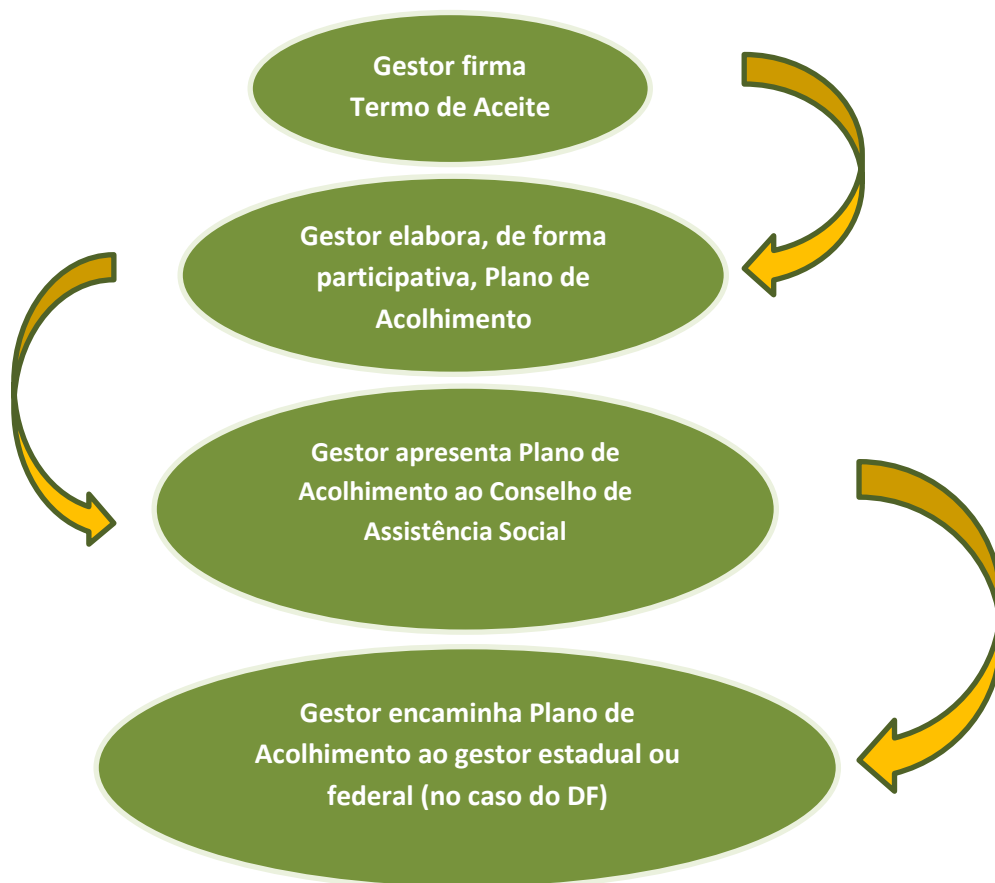 Gestor firma
Termo de Aceite
Gestor elabora, de forma
participativa, Plano de
Acolhimento
Gestor apresenta Plano de
Acolhimento ao Conselho de
Assistência Social
Gestor encaminha Plano de
Acolhimento ao gestor estadual ou
federal (no caso do DF)